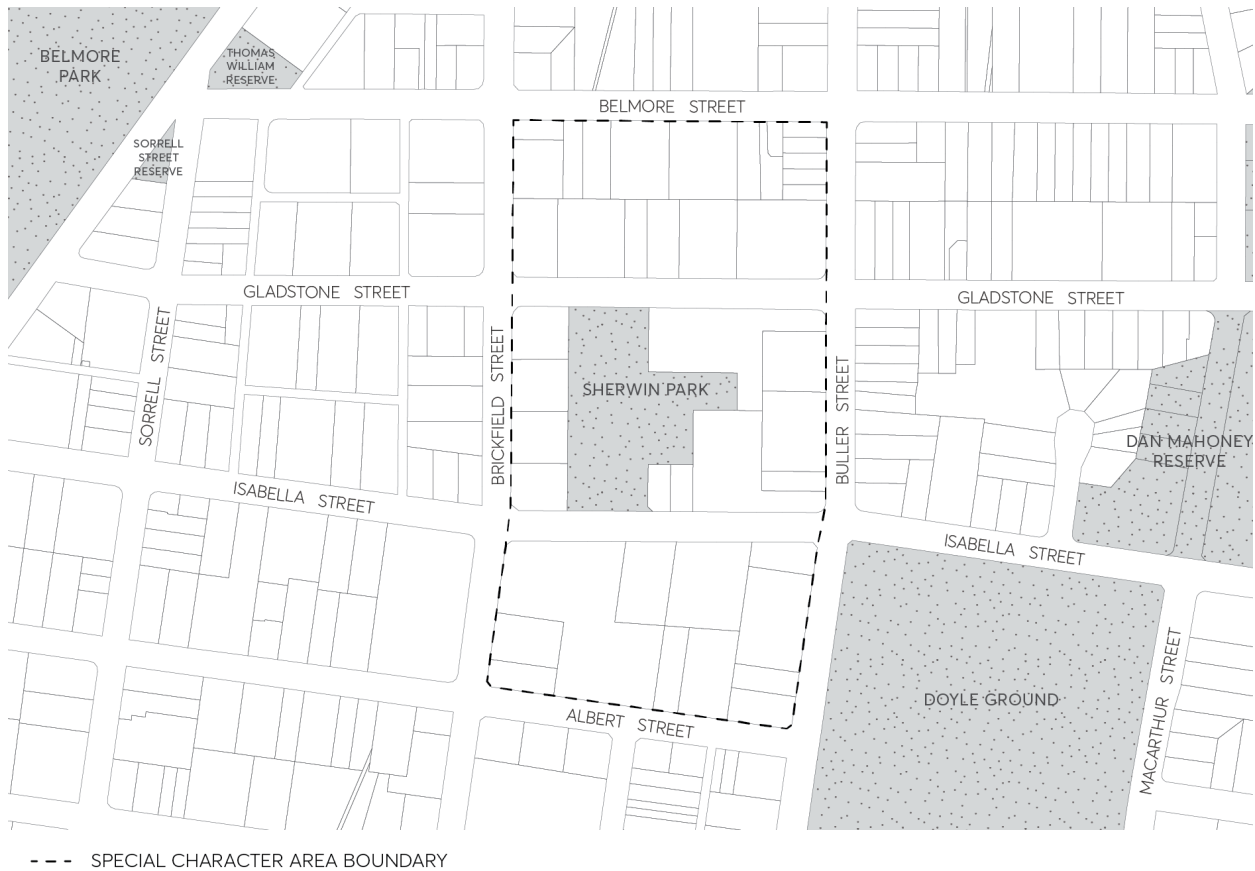 BELMORE
PARK
THOMAS
WILLIAM
RESERVE
BELMORE STREET
SORRELL
STREET
RESERVE
GLADSTONE STREET
GLADSTONE STREET
SORRELL STREET
BRICKFIELD STREET
SHERWIN PARK
BULLER STREET
DAN MAHONEY
RESERVE
ISABELLA STREET
ISABELLA STREET
DOYLE GROUND
MACARTHUR STREET
ALBERT STREET
SPECIAL CHARACTER AREA BOUNDARY